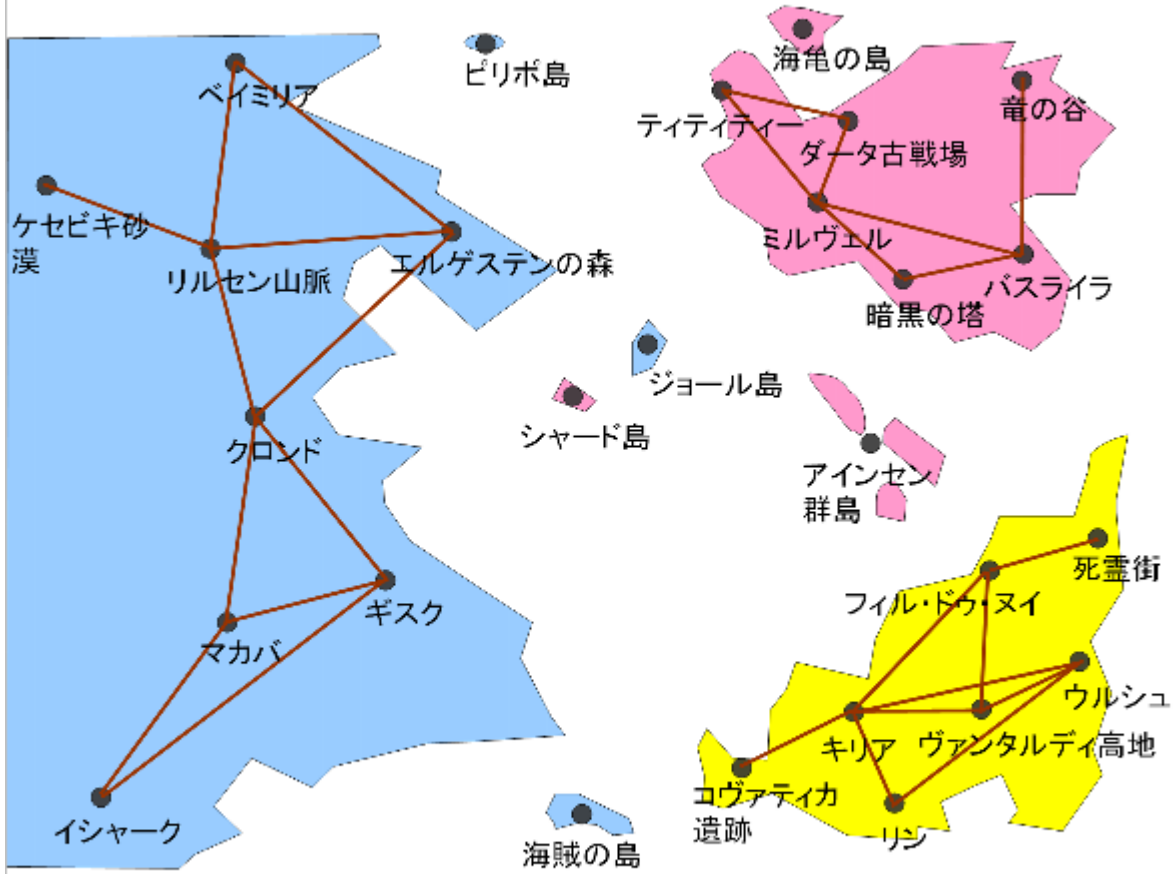 ベイミリア
ピリポ島
海亀の島
ティティティー
竜の谷
ダータ古戦場
ケセビキ砂
漠
リルセン山脈
エルゲステンの森
ミルヴェル
暗黒の塔
バスライラ
ジョール島
シャード島
クロンド
アインセン
群島
死霊街
フィル・ドゥ・ヌイ
ギスク
マカバ
ウルシュ
キリア
ヴァンタルディ高地
コヴァティカ
遺跡
イシャーク
海賊の島
リン